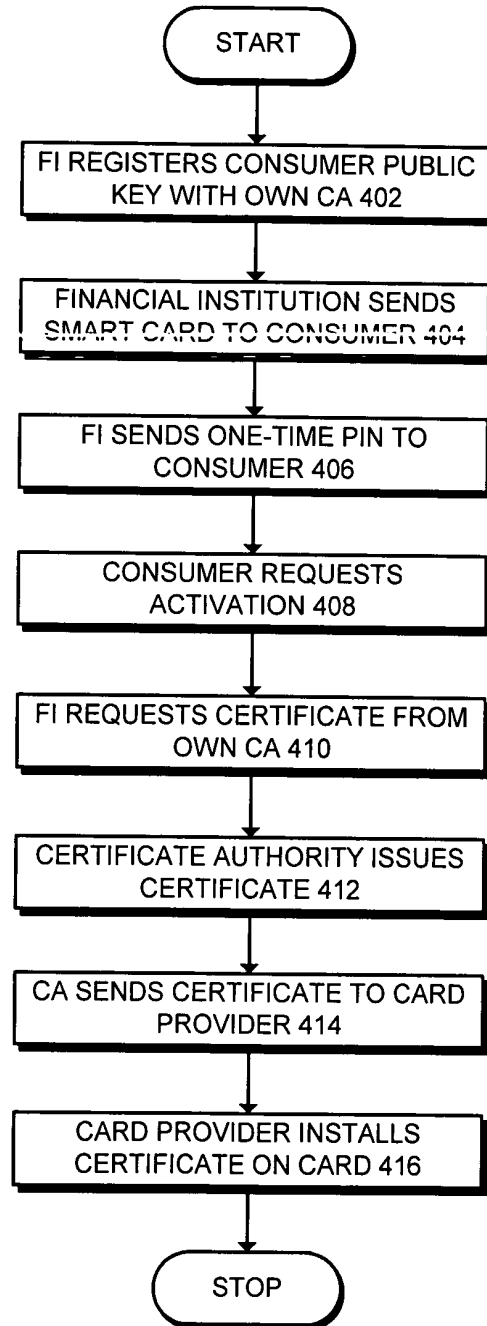 START
FI REGISTERS CONSUMER PUBLIC
KEY WITH OWN CA 402
FINANCIAL INSTITUTION SENDS
SMART CARD TO CONSUMER 404
FI SENDS ONE-TIME PIN TO
CONSUMER 406
CONSUMER REQUESTS
ACTIVATION 408
FI REQUESTS CERTIFICATE FROM
OWN CA 410
CERTIFICATE AUTHORITY ISSUES
CERTIFICATE 412
CA SENDS CERTIFICATE TO CARD
PROVIDER 414
CARD PROVIDER INSTALLS
CERTIFICATE ON CARD 416
STOP